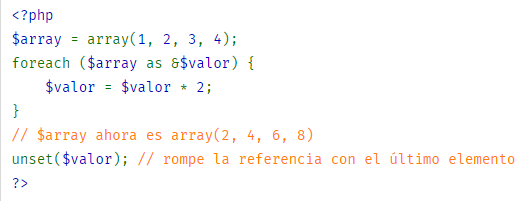 <?php
$array = array(1, 2, 3, 4);
foreach ($array as &$valor) {
    $valor = $valor * 2;
}
// $array ahora es array(2, 4, 6, 8)
unset($valor); // rompe la referencia con el último elemento
?>